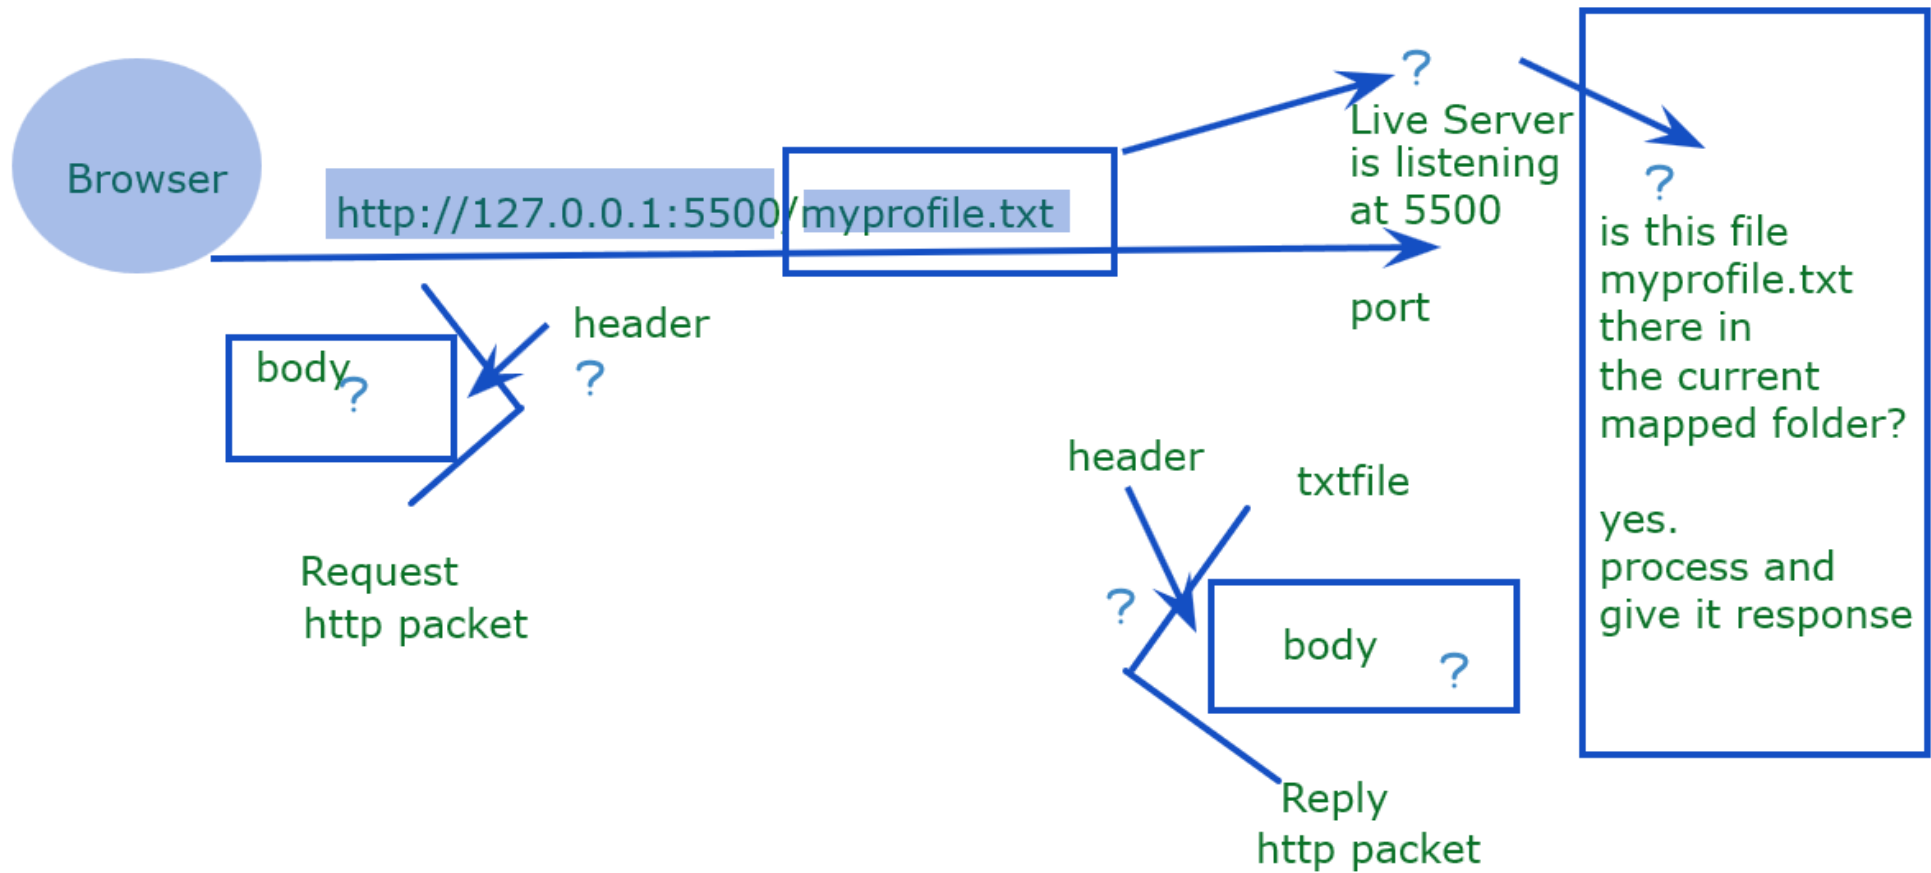 Browser
http://127.0.0.1:5500/myprofile.txt
?
Live Server
is listening
at 5500
port
?
is this file
myprofile.txt
there in
the current
mapped folder?
yes.
process and
give it response
header
?
body
?
Request
http packet
header
txtfile
?
body
?
Reply
http packet